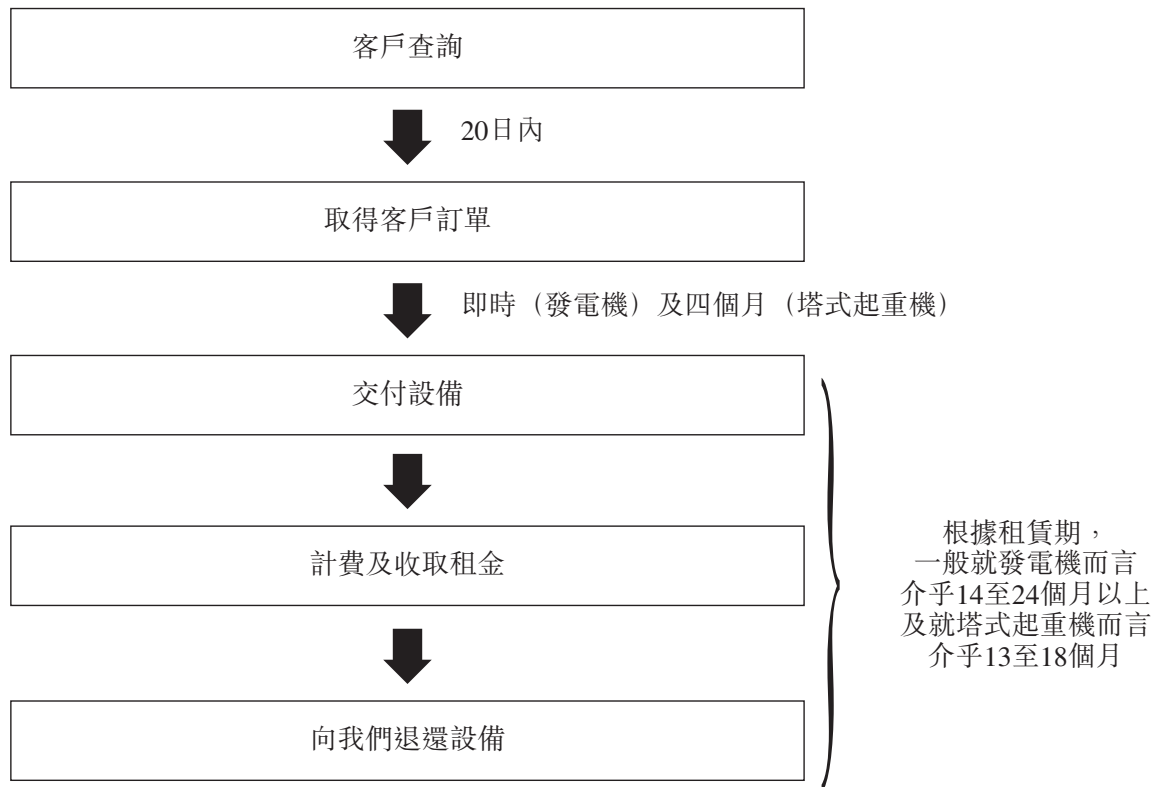 客戶查詢
20日內
取得客戶訂單
即時（發電機）及四個月（塔式起重機）
交付設備
計費及收取租金
根據租賃期，
一般就發電機而言
介乎14至24個月以上
及就塔式起重機而言
介乎13至18個月
向我們退還設備